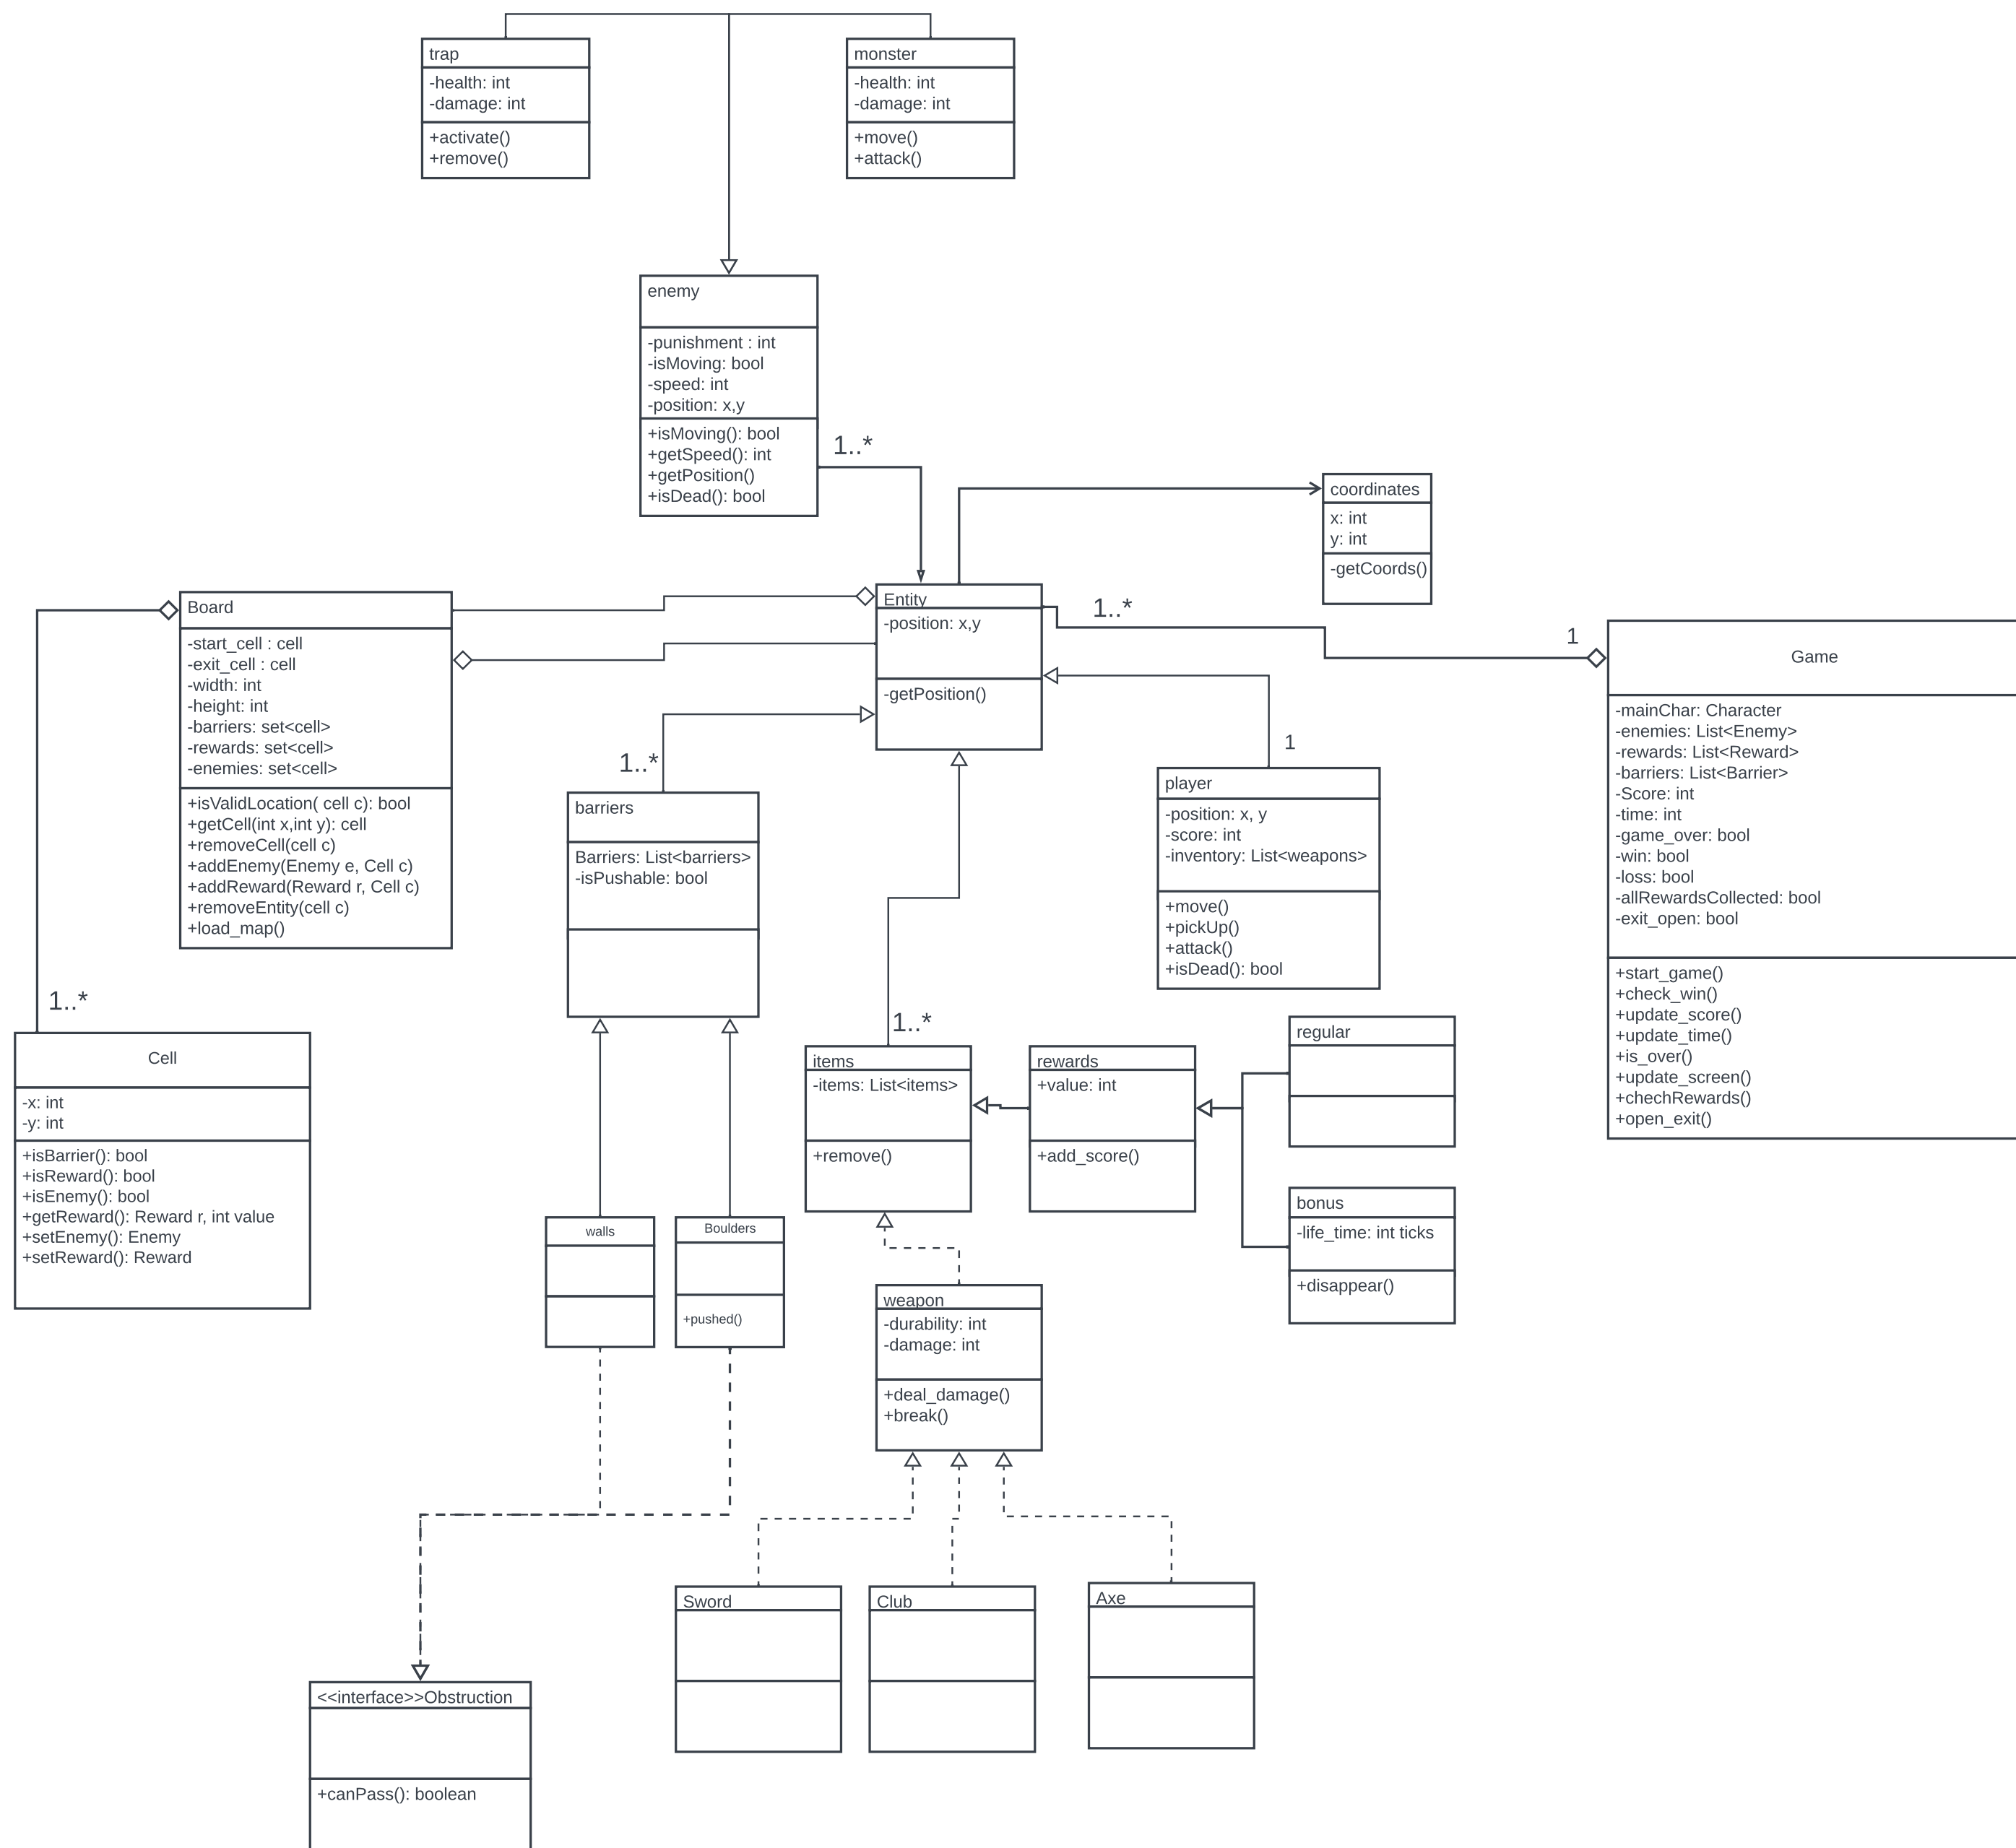 trap
-health: int
-damage: int
+activate()
+remove()
monster
-health: int
-damage: int
+move()
+attack()
enemy
-punishment : int
-isMoving: bool
-speed: int
-position: x,y
+isMoving(): bool
+getSpeed(): int
+getPosition()
+isDead(): bool
1..*
coordinates
x: int
y: int
-getCoords()
Board
-start_cell : cell
-exit_cell : cell
-width: int
-height: int
-barriers: set<cell>
-rewards: set<cell>
-enemies: set<cell>
+isValidLocation( cell c): bool
+getCell(int x,int y): cell
+removeCell(cell c)
+addEnemy(Enemy e, Cell c)
+addReward(Reward r, Cell c)
+removeEntity(cell c)
+load_map()
Entity
-position: x,y
-getPosition()
1..*
1
Game
-mainChar: Character
-enemies: List<Enemy>
-rewards: List<Reward>
-barriers: List<Barrier>
-Score: int
-time: int
-game_over: bool
-win: bool
-loss: bool
-allRewardsCollected: bool
-exit_open: bool
+start_game()
+check_win()
+update_score()
+update_time()
+is_over()
+update_screen()
+chechRewards()
+open_exit()
1..*
barriers
Barriers: List<barriers>
-isPushable: bool
1
player
-position: x, y
-score: int
-inventory: List<weapons>
+move()
+pickUp()
+attack()
+isDead(): bool
1..*
Cell
-x: int
-y: int
+isBarrier(): bool
+isReward(): bool
+isEnemy(): bool
+getReward(): Reward r, int value
+setEnemy(): Enemy
+setReward(): Reward
1..*
items
-items: List<items>
+remove()
rewards
+value: int
+add_score()
regular
bonus
-life_time: int ticks
+disappear()
walls
Boulders
+pushed()
weapon
-durability: int
-damage: int
+deal_damage()
+break()
Sword
Club
Axe
<<interface>>Obstruction
+canPass(): boolean